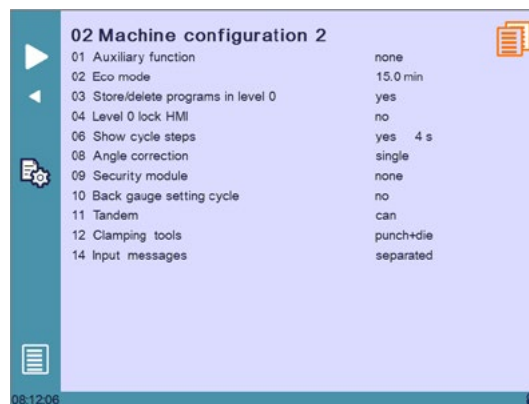 02 Machine configuration 2
01 Auxiliary function none
02 Eco mode 15.0 min
03 Store/delete programs in level 0 yes
04 Level 0 lock HMI no
06 Show cycle steps yes 4 s
08 Angle correction single
09 Security module none
10 Back gauge setting cycle no
11 Tandem can
12 Clamping tools punch+die
14 Input messages separated
08:12:06